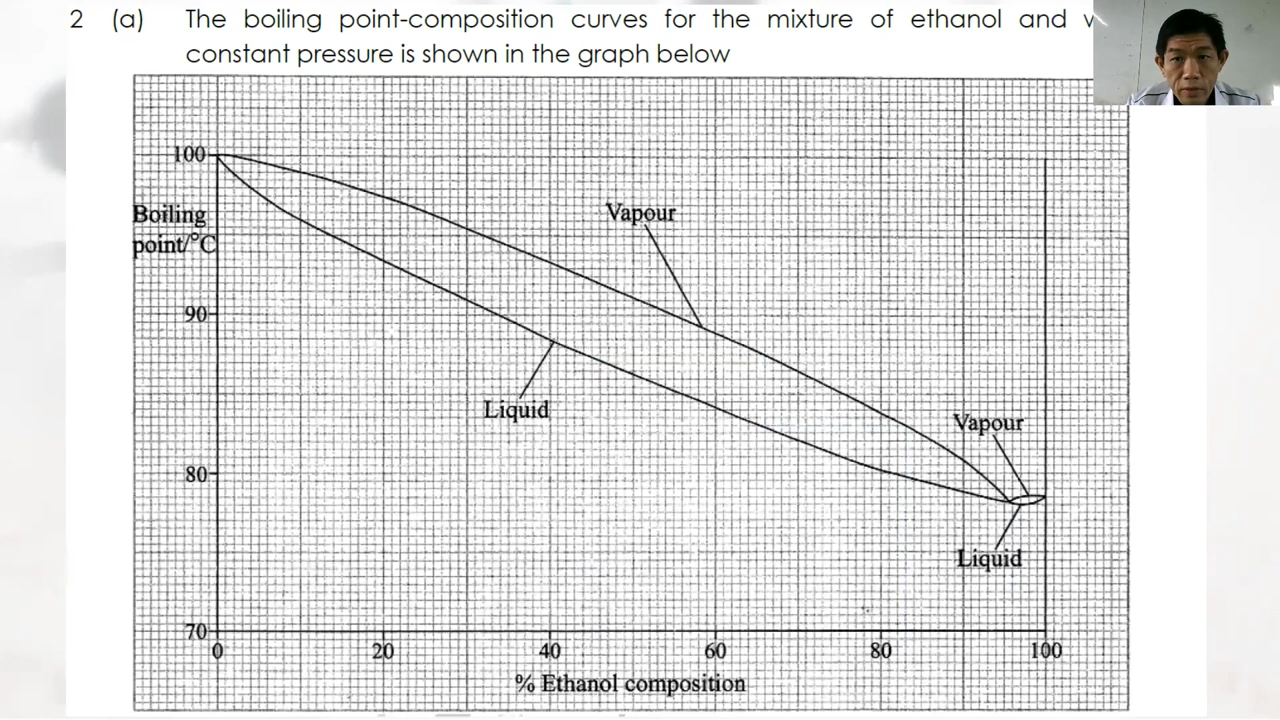 2 (a) The boiling point-composition curves for the mixture of ethanol and
constant pressure is shown in the graph below
100
Boiling
point/°C
Vapour
90
Liquid
Vapour
80
Liquid
70
0 20 40 60 80 100
% Ethanol composition